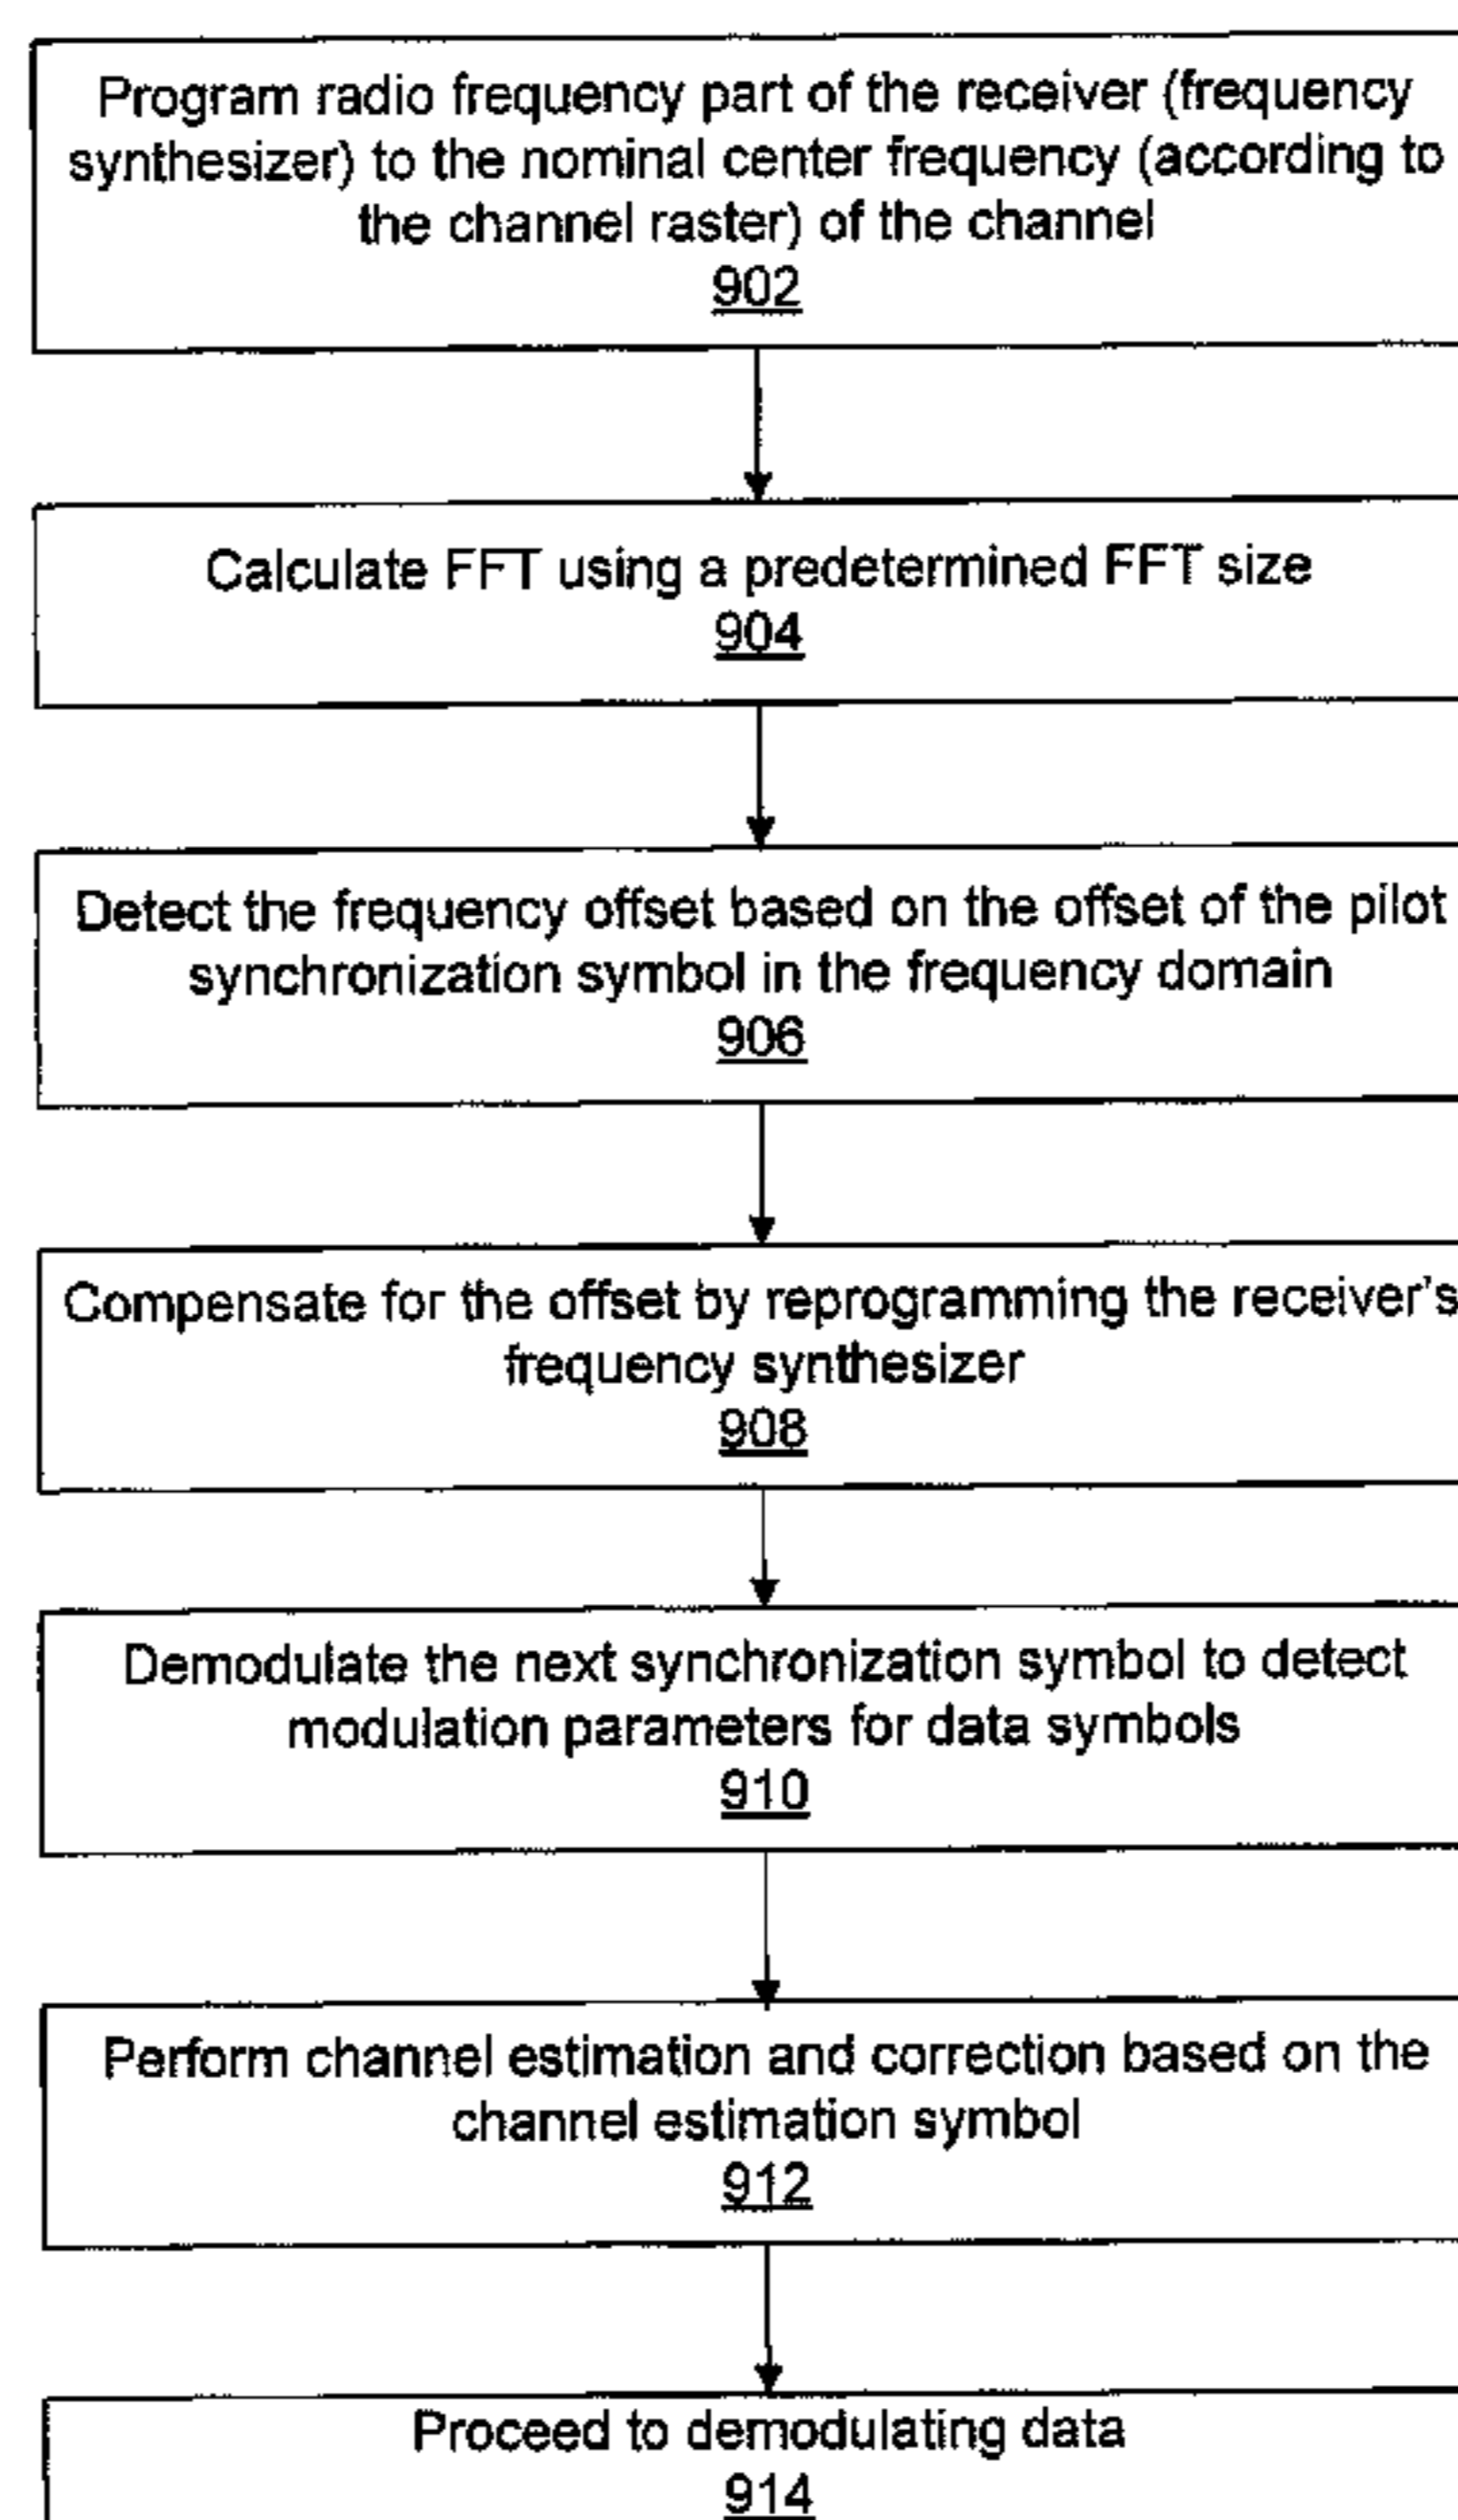 Program radio frequency part of the receiver (frequency
synthesizer) to the nominal center frequency (according to
the channel raster) of the channel
902
Calculate FFT using a predetermined FFT size
904
Detect the frequency offset based on the offset of the pilot
synchronization symbol in the frequency domain
906
Compensate for the offset by reprogramming the receiver's
frequency synthesizer
908
Demodulate the next synchronization symbol to detect
modulation parameters for data symbols
910
Perform channel estimation and correction based on the
channel estimation symbol
912
Proceed to demodulating data
914